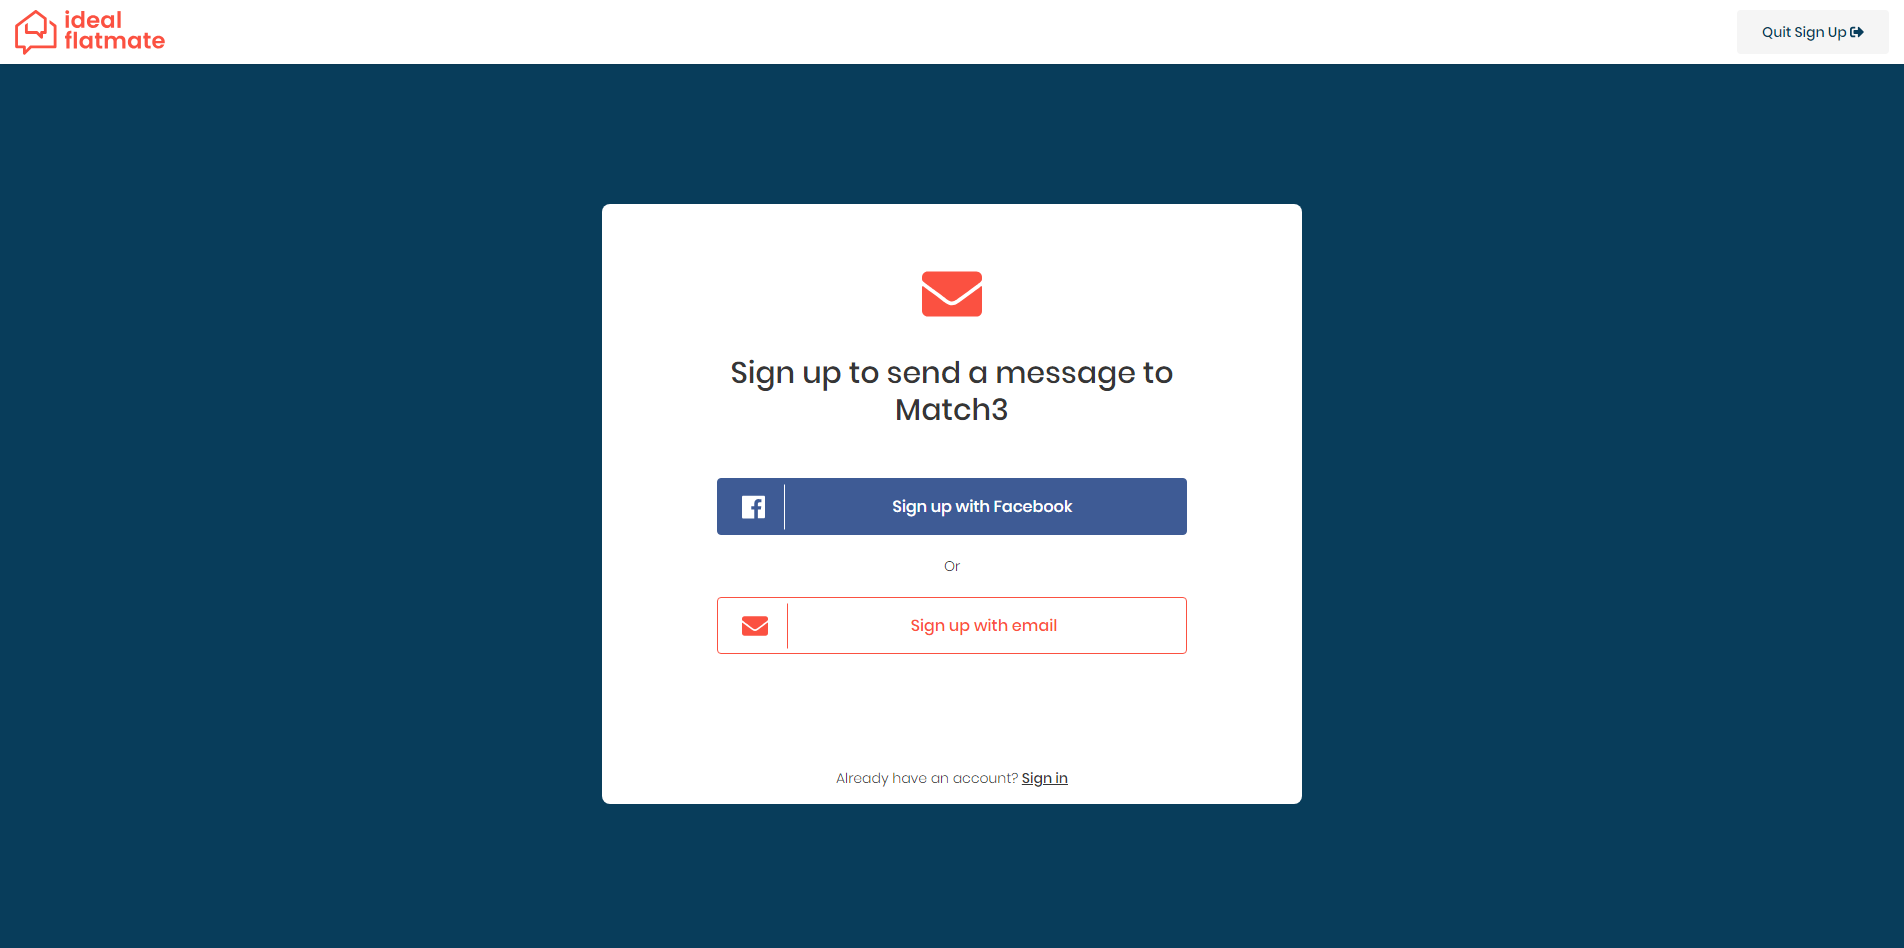 ideal
flatmate
Quit Sign Up
Sign up to send a message to
Match3
Sign up with Facebook
Or
Sign up with email
Already have an account? Sign in